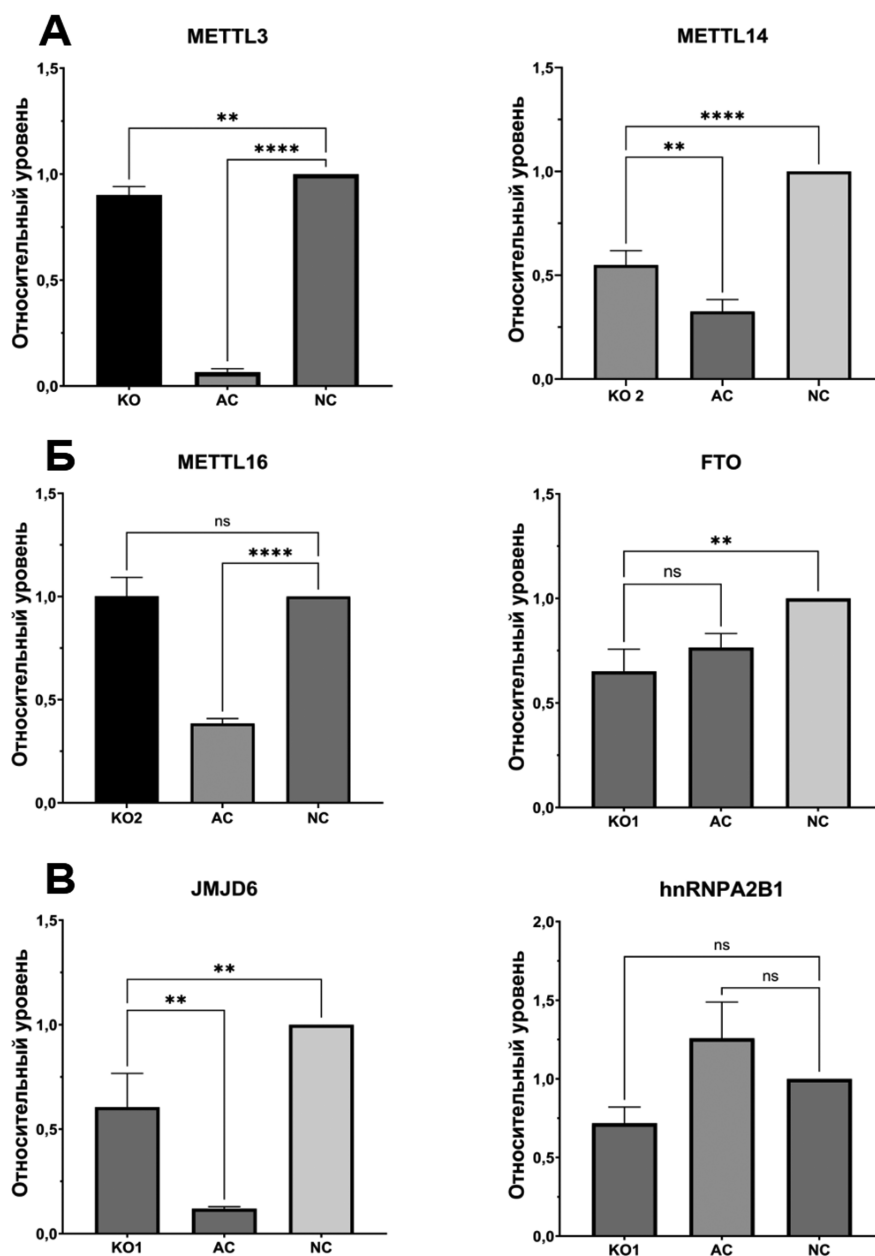 А
METTL3
Относительный уровень
1,5
1,0
0,5
0,0
**
****
KO AC NC
METTL14
Относительный уровень
1,5
1,0
0,5
0,0
****
**
KO 2 AC NC
Б
METTL16
Относительный уровень
1,5
1,0
0,5
0,0
ns
****
KO2 AC NC
FTO
Относительный уровень
1,5
1,0
0,5
0,0
**
ns
KO1 AC NC
В
JMJD6
Относительный уровень
1,5
1,0
0,5
0,0
**
**
KO1 AC NC
hnRNPA2B1
Относительный уровень
2,0
1,5
1,0
0,5
0,0
ns
ns
KO1 AC NC